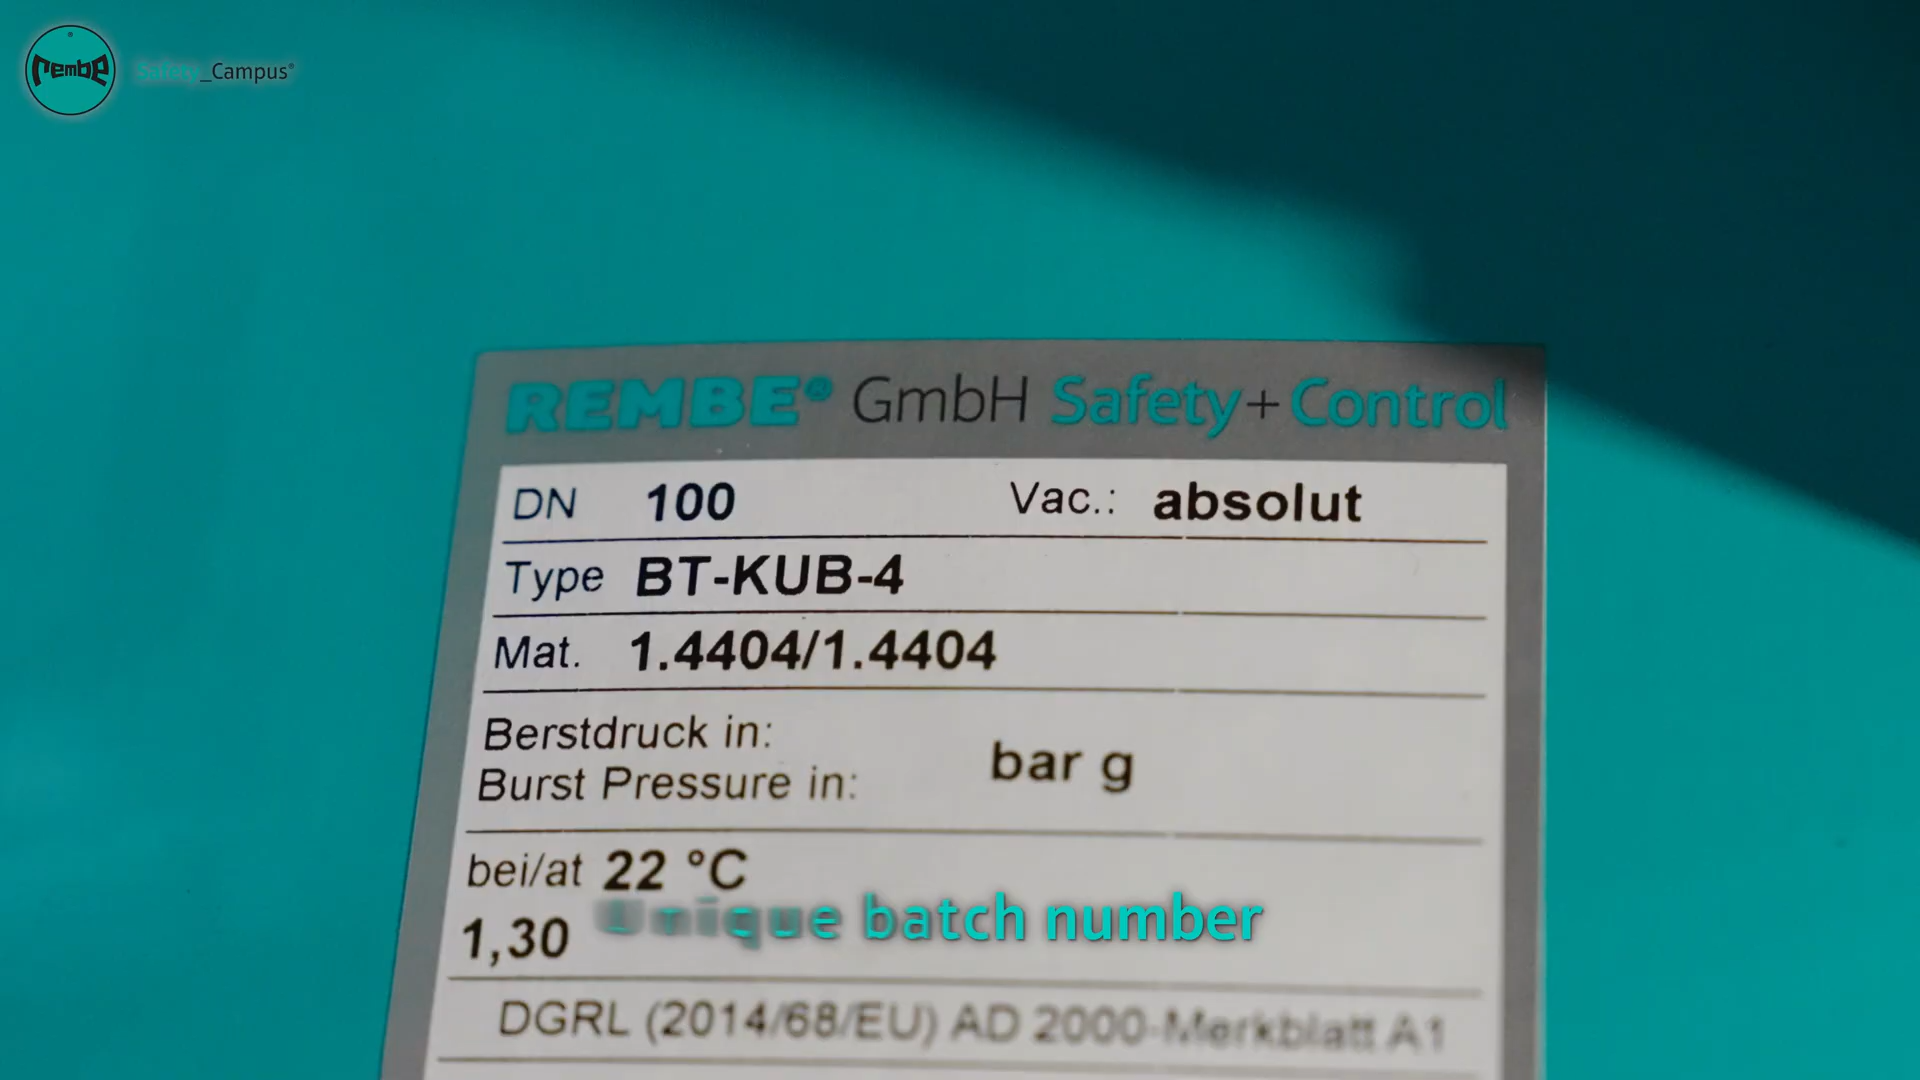 rembe Safety_Campus®
REMBE® GmbH Safety+Control
DN 100 Vac.: absolut
Type BT-KUB-4
Mat. 1.4404/1.4404
Berstdruck in:
Burst Pressure in: bar g
bei/at 22 °C
1,30 Unique batch number
DGRL (2014/68/EU) AD 2000-Merkblatt A1